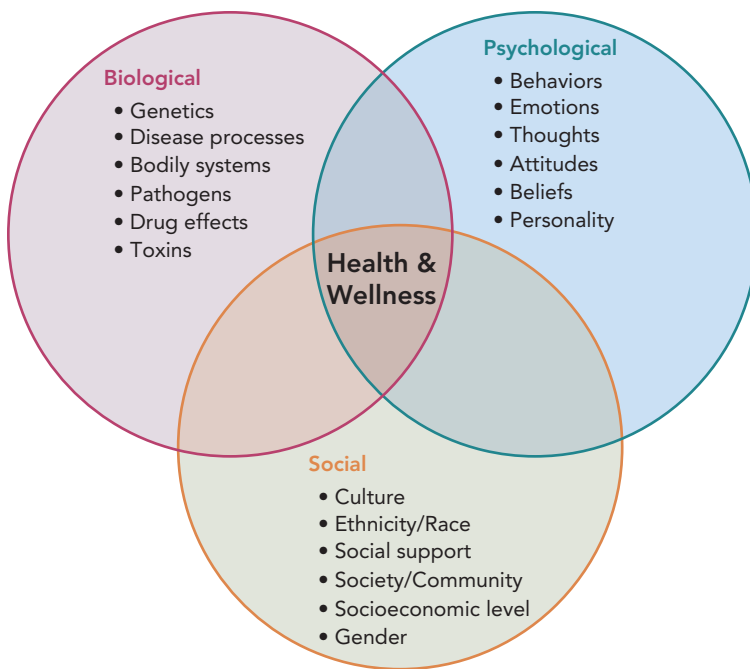 Biological
• Genetics
• Disease processes
• Bodily systems
• Pathogens
• Drug effects
• Toxins
Psychological
• Behaviors
• Emotions
• Thoughts
• Attitudes
• Beliefs
• Personality
Health &
Wellness
Social
• Culture
• Ethnicity/Race
• Social support
• Society/Community
• Socioeconomic level
• Gender